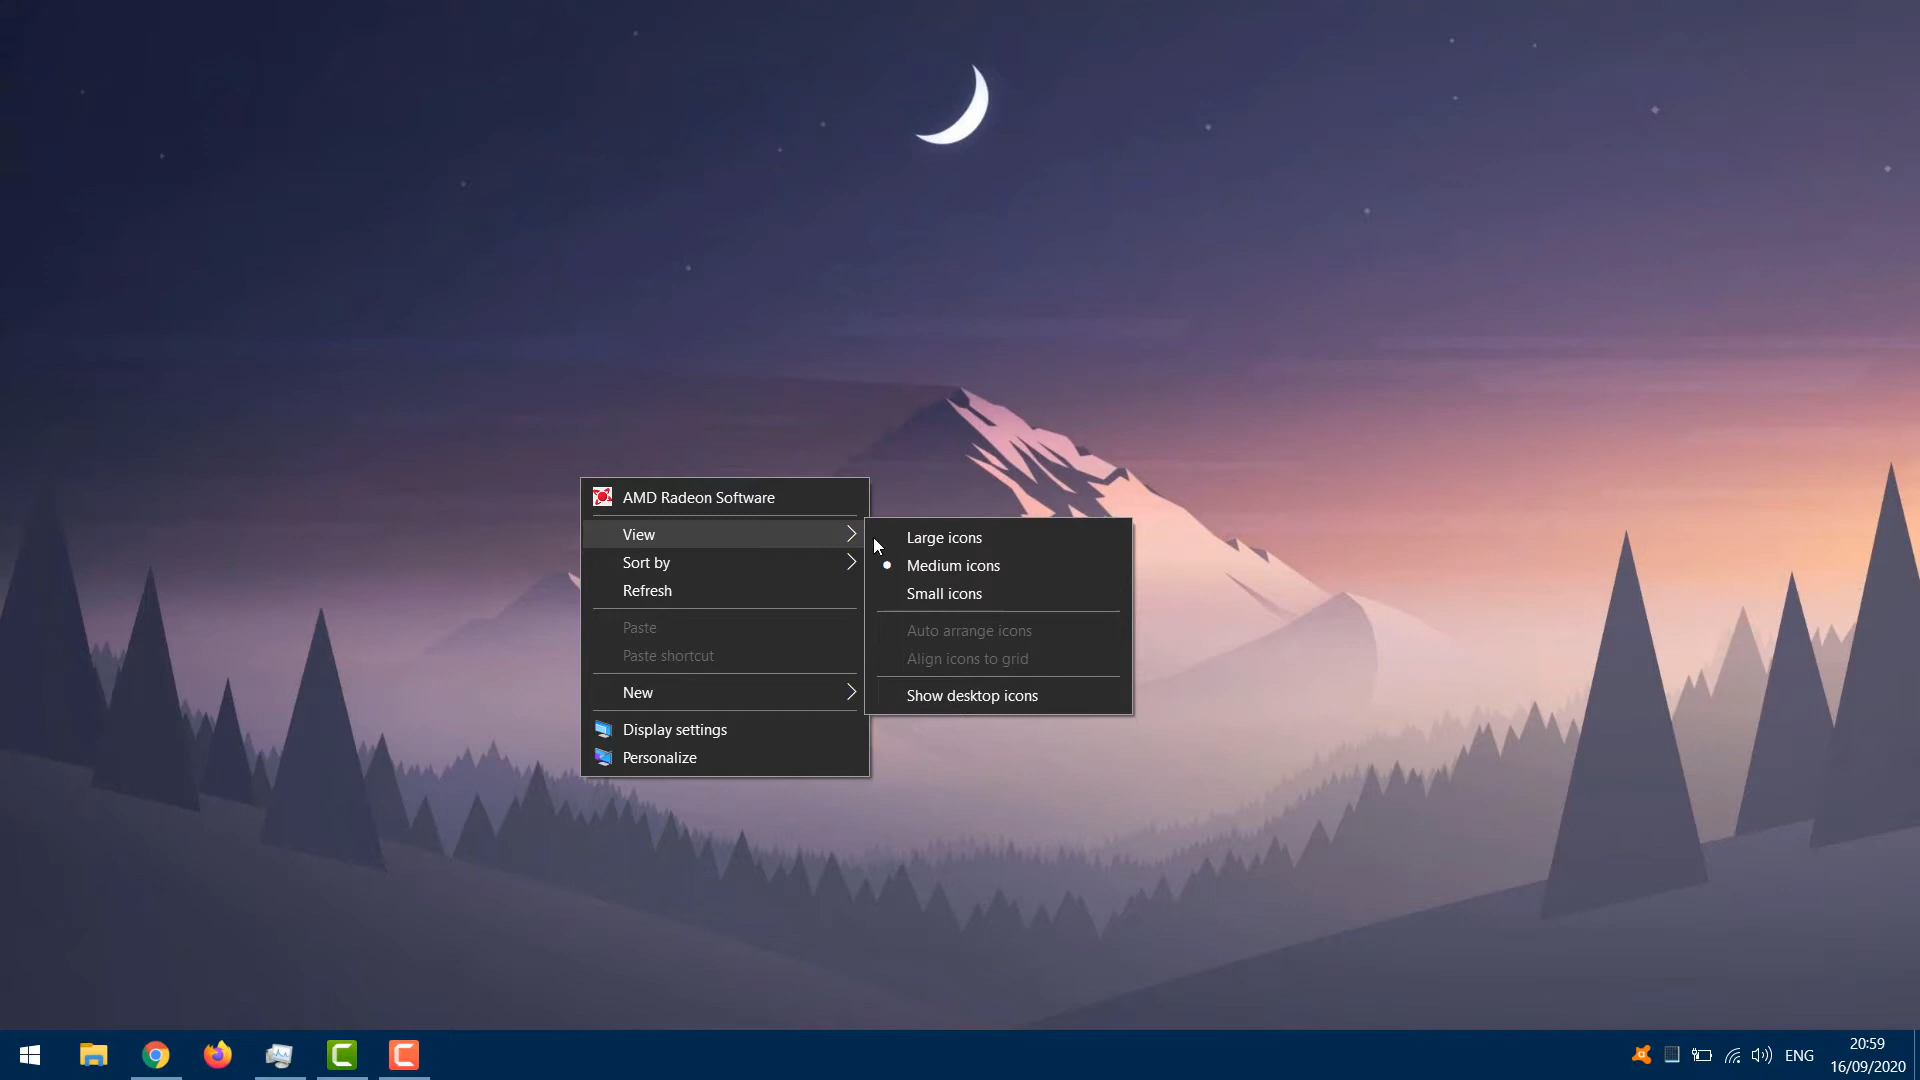 AMD Radeon Software
View
Sort by
Refresh
Paste
Paste shortcut
New
Display settings
Personalize
Large icons
Medium icons
Small icons
Auto arrange icons
Align icons to grid
Show desktop icons
ENG
20:59
16/09/2020